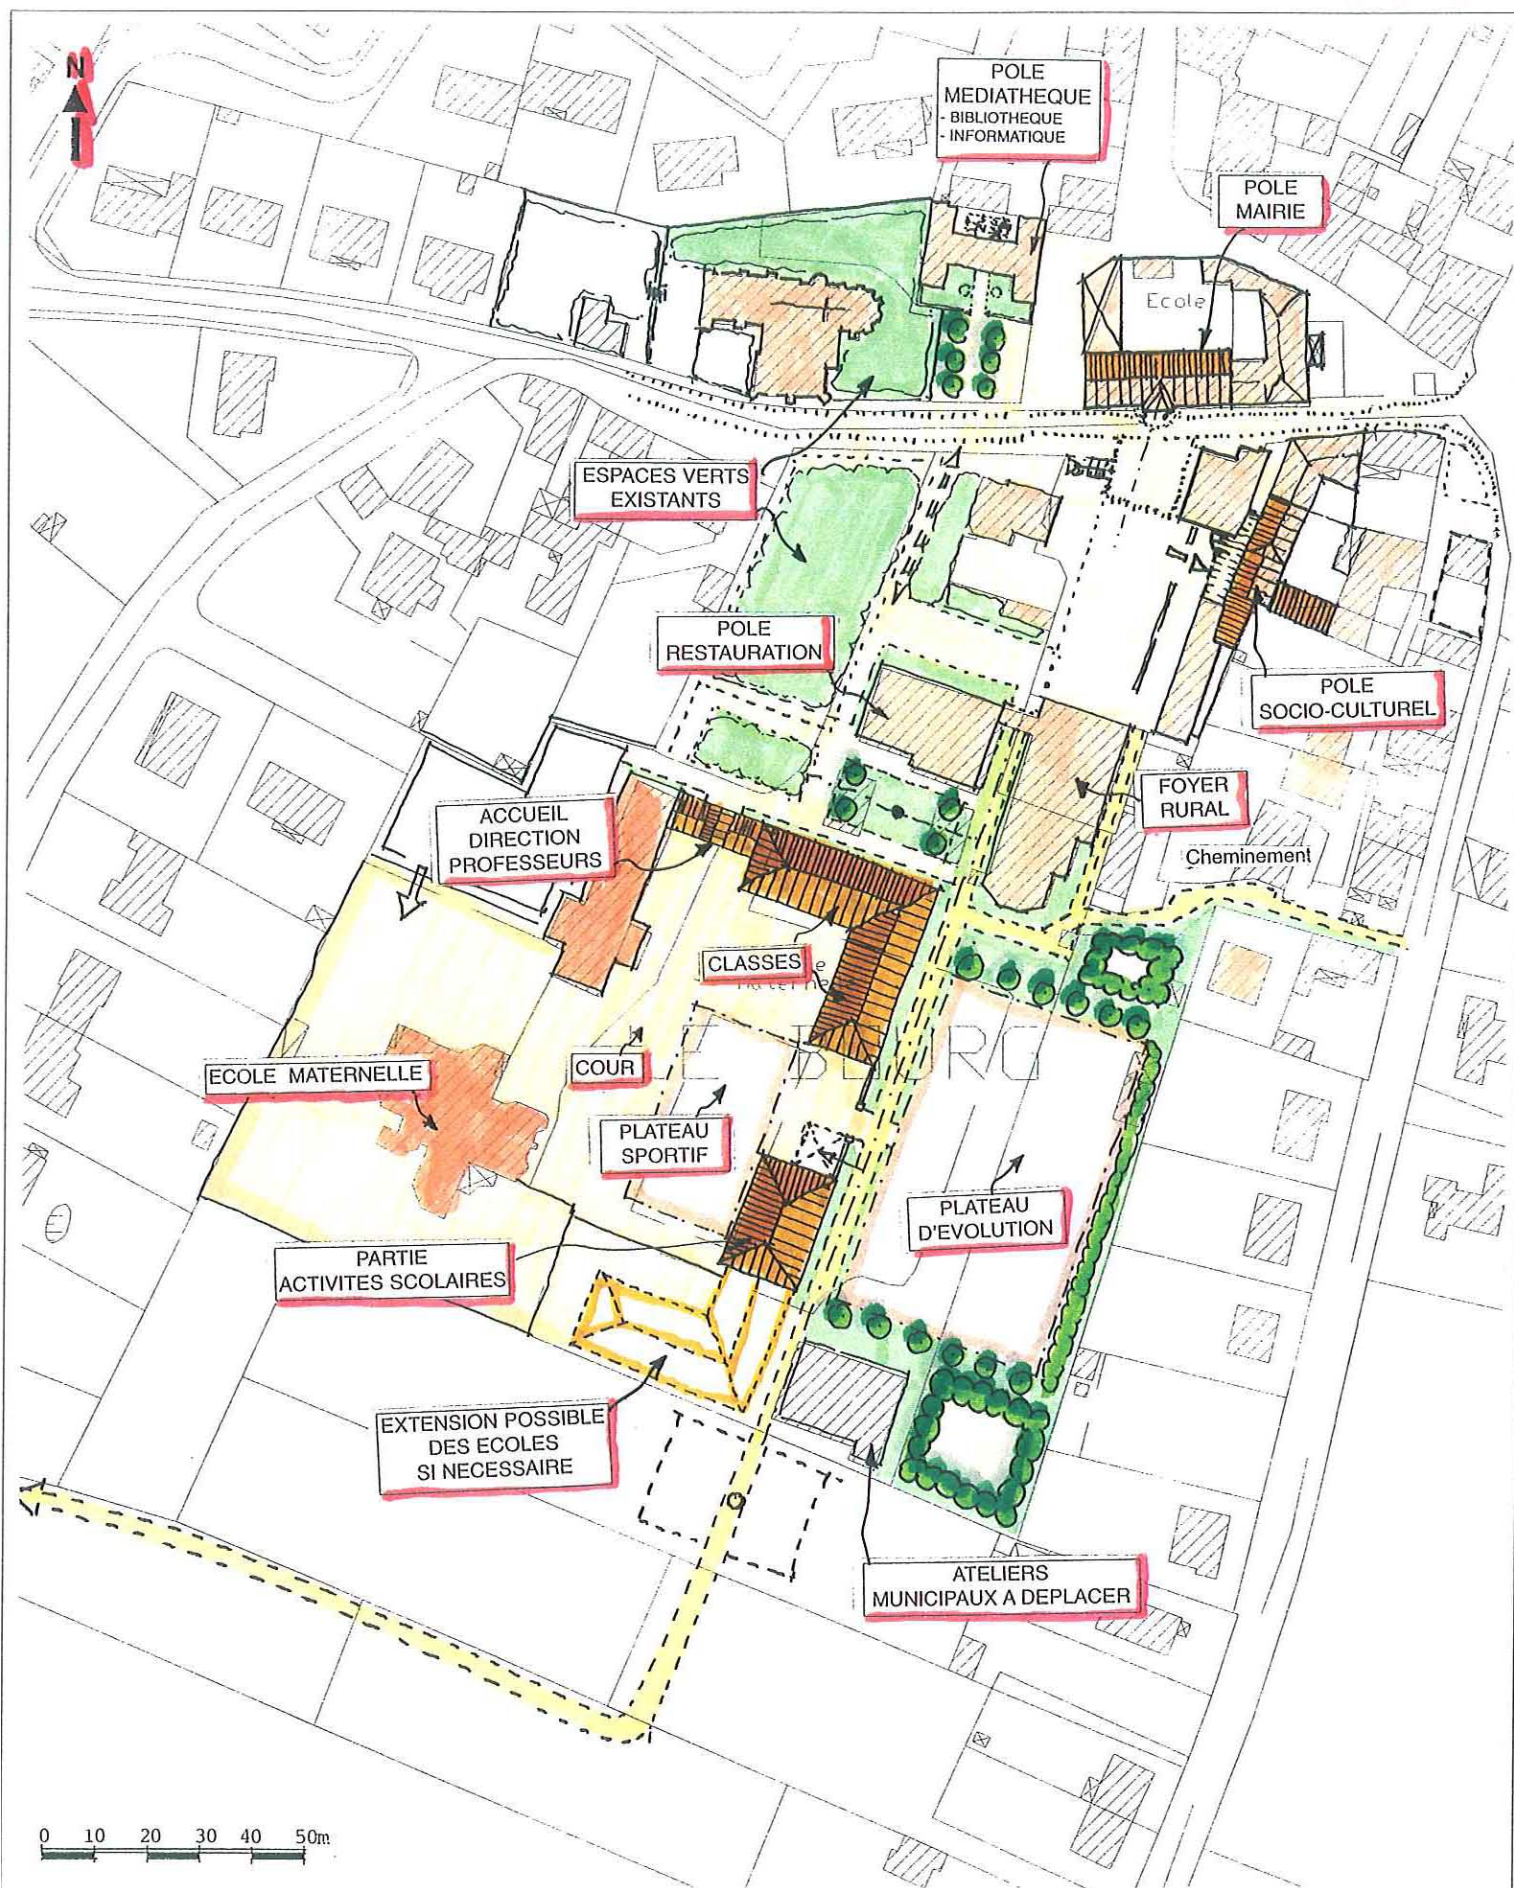 N
POLE
MEDIATHEQUE
- BIBLIOTHEQUE
- INFORMATIQUE
POLE
MAIRIE
Ecole
ESPACES VERTS
EXISTANTS
POLE
RESTAURATION
POLE
SOCIO-CULTUREL
ACCUEIL
DIRECTION
PROFESSEURS
FOYER
RURAL
Cheminement
CLASSES
ECOLE MATERNELLE
COUR
BOURG
PLATEAU
SPORTIF
PLATEAU
D'EVOLUTION
PARTIE
ACTIVITES SCOLAIRES
EXTENSION POSSIBLE
DES ECOLES
SI NECESSAIRE
ATELIERS
MUNICIPAUX A DEPLACER
0 10 20 30 40 50m